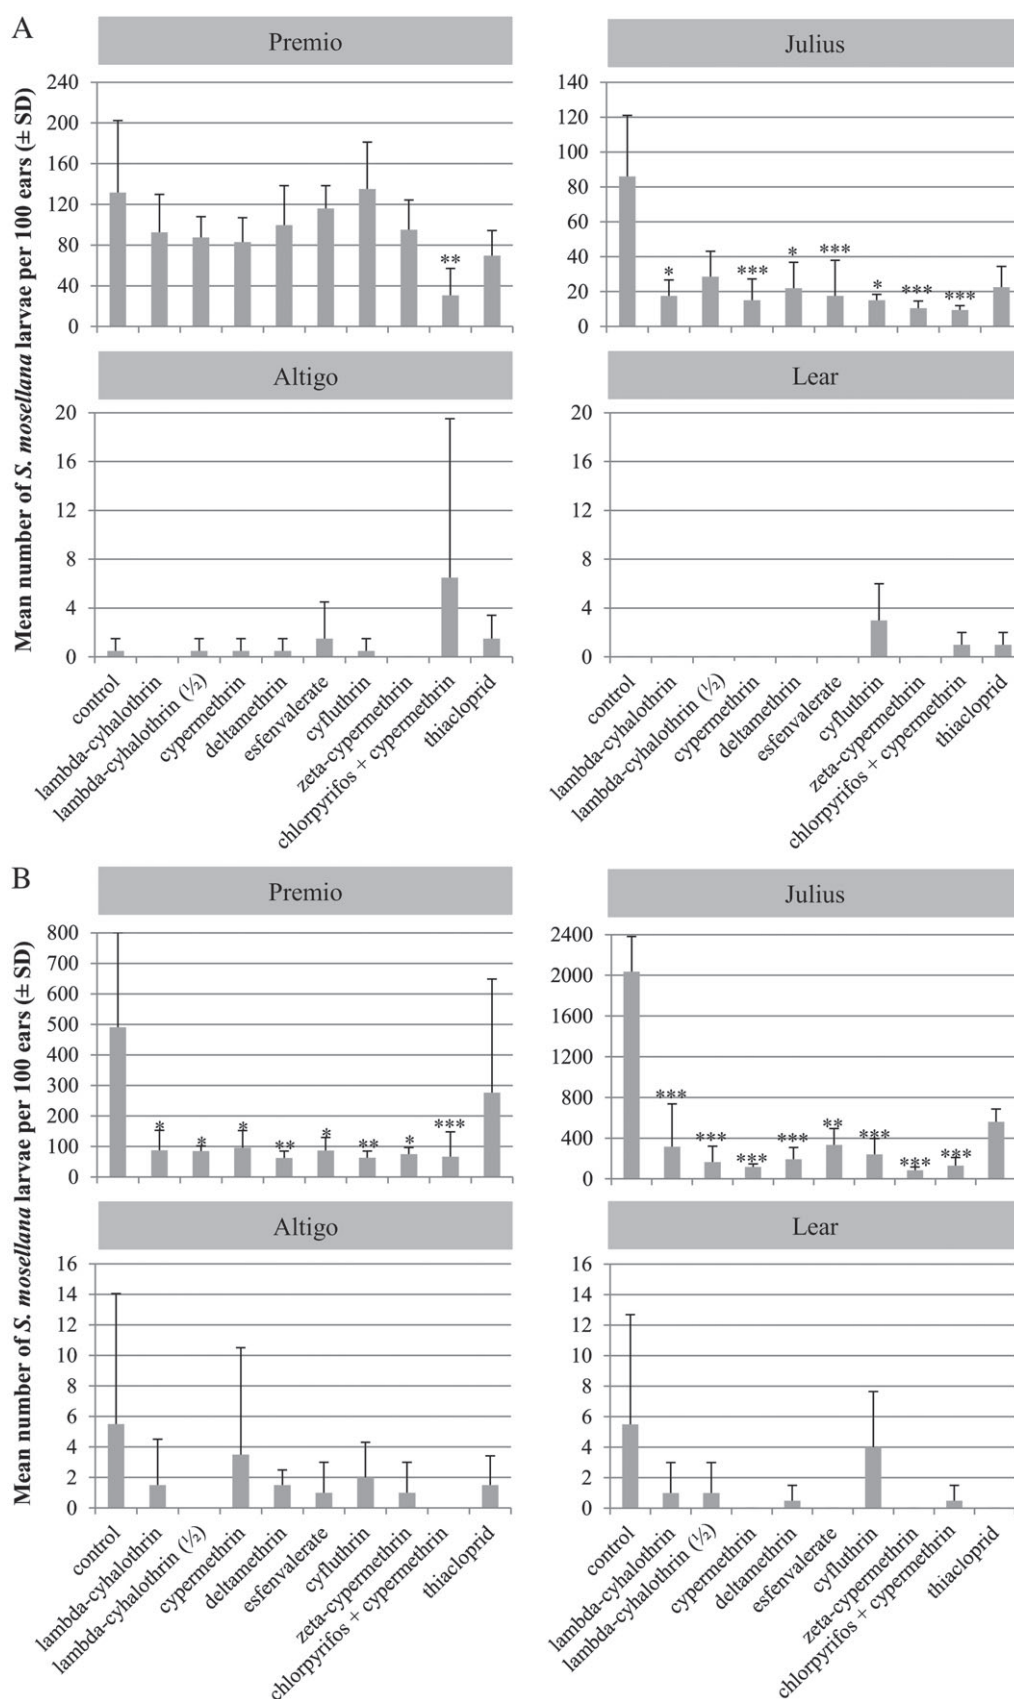 A
Premio
Julius
Mean number of S. mosellana larvae per 100 ears (± SD)
240
200
160
120
80
40
0
**
140
120
100
80
60
40
20
0
*
***
*
***
*
***
***
Altigo
Lear
20
16
12
8
4
0
20
16
12
8
4
0
control
lambda-cyhalothrin
lambda-cyhalothrin (½)
cypermethrin
deltamethrin
esfenvalerate
cyfluthrin
zeta-cypermethrin
chlorpyrifos + cypermethrin
thiacloprid
control
lambda-cyhalothrin
lambda-cyhalothrin (½)
cypermethrin
deltamethrin
esfenvalerate
cyfluthrin
zeta-cypermethrin
chlorpyrifos + cypermethrin
thiacloprid
B
Premio
Julius
Mean number of S. mosellana larvae per 100 ears (± SD)
800
700
600
500
400
300
200
100
0
*
*
*
**
*
**
*
***
2400
2000
1600
1200
800
400
0
***
***
***
***
**
***
***
***
Altigo
Lear
16
14
12
10
8
6
4
2
0
16
14
12
10
8
6
4
2
0
control
lambda-cyhalothrin
lambda-cyhalothrin (½)
cypermethrin
deltamethrin
esfenvalerate
cyfluthrin
zeta-cypermethrin
chlorpyrifos + cypermethrin
thiacloprid
control
lambda-cyhalothrin
lambda-cyhalothrin (½)
cypermethrin
deltamethrin
esfenvalerate
cyfluthrin
zeta-cypermethrin
chlorpyrifos + cypermethrin
thiacloprid